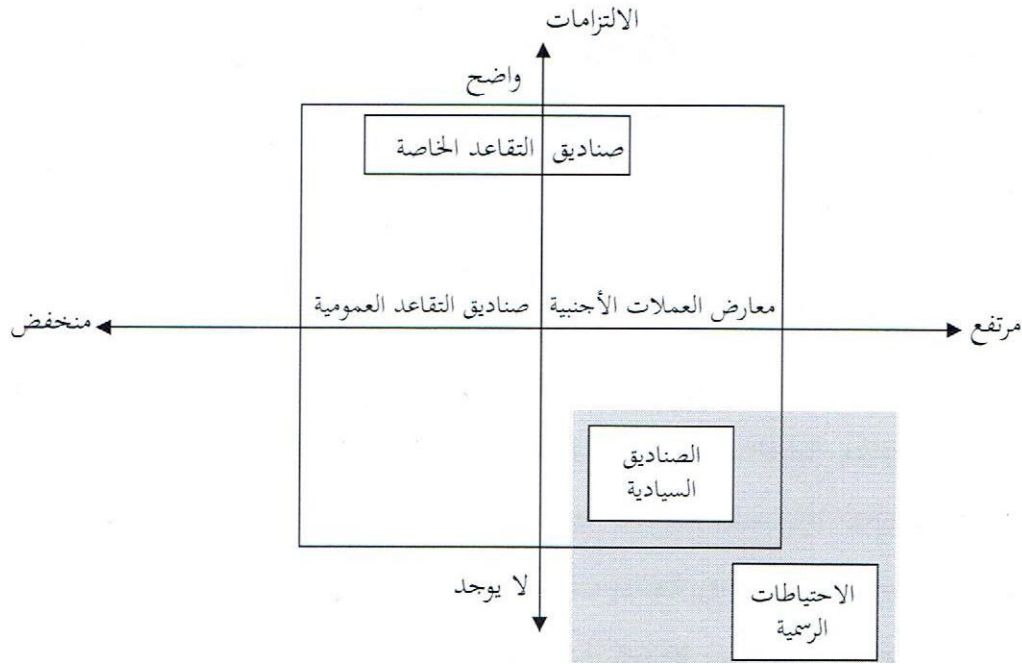 الالتزامات
واضح
صناديق التقاعد الخاصة
معارض العملات الأجنبية
صناديق التقاعد العمومية
مرتفع
منخفض
الصناديق
السيادية
لا يوجد
الاحتياطات
الرسمية